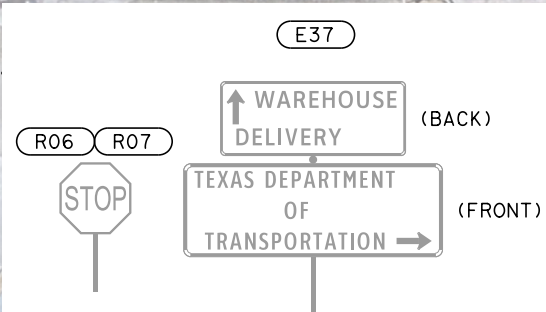 E37
↑ WAREHOUSE
DELIVERY
(BACK)
R06 R07
STOP
TEXAS DEPARTMENT
OF
TRANSPORTATION →
(FRONT)